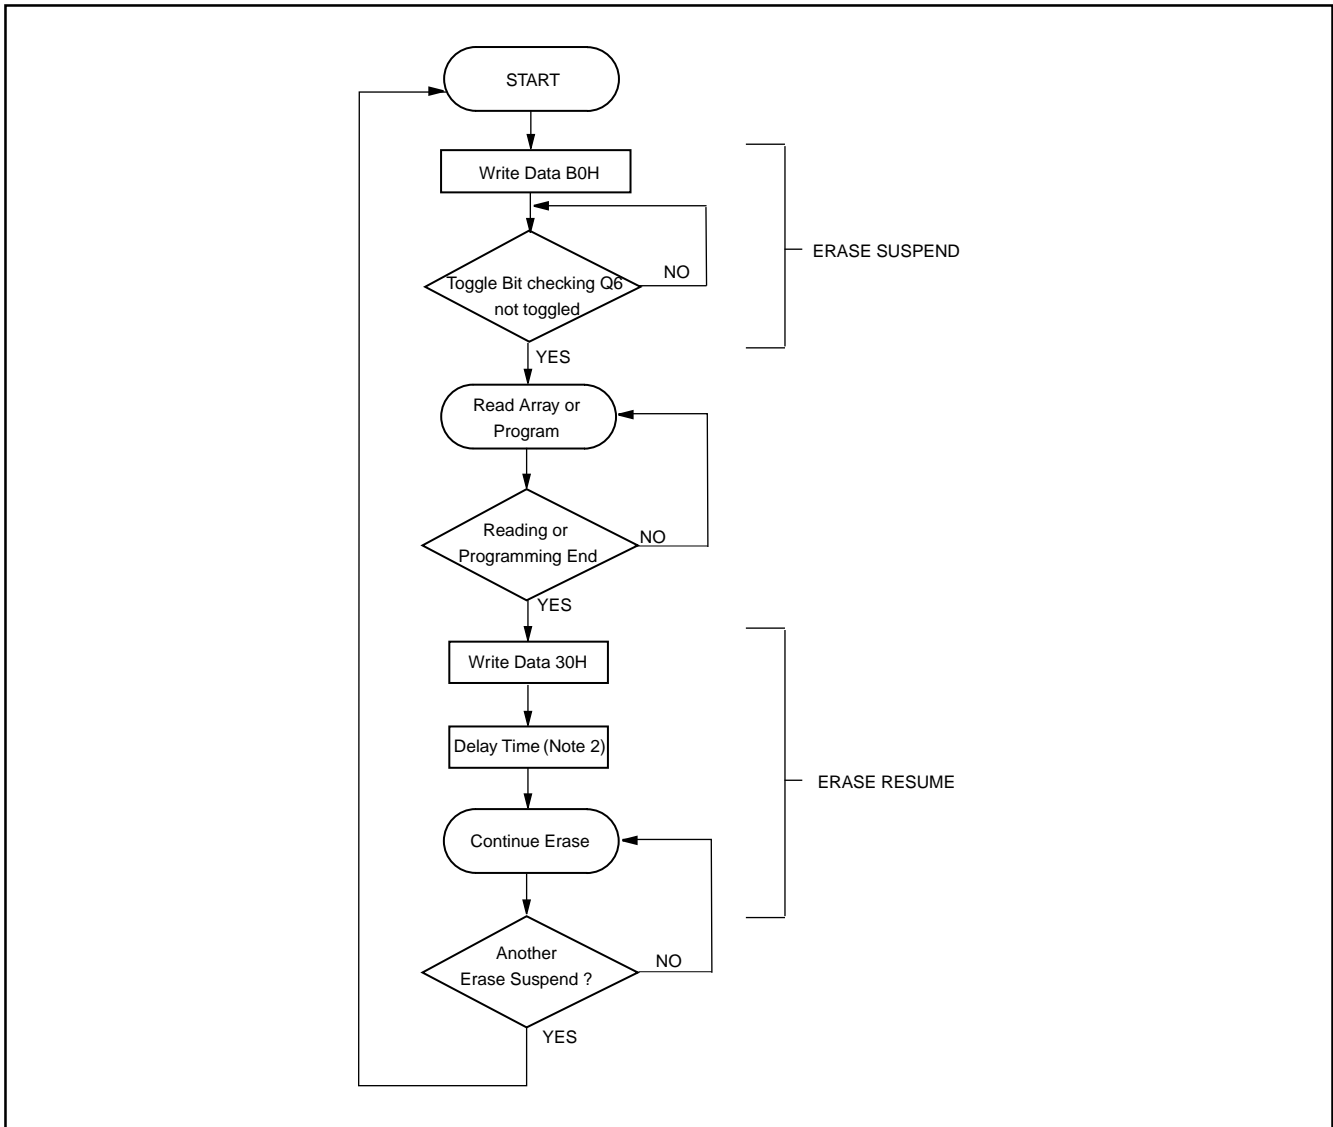 START
Write Data B0H
ERASE SUSPEND
Toggle Bit checking Q6
not toggled
NO
YES
Read Array or
Program
Reading or
Programming End
NO
YES
Write Data 30H
Delay Time (Note 2)
ERASE RESUME
Continue Erase
Another
Erase Suspend ?
NO
YES